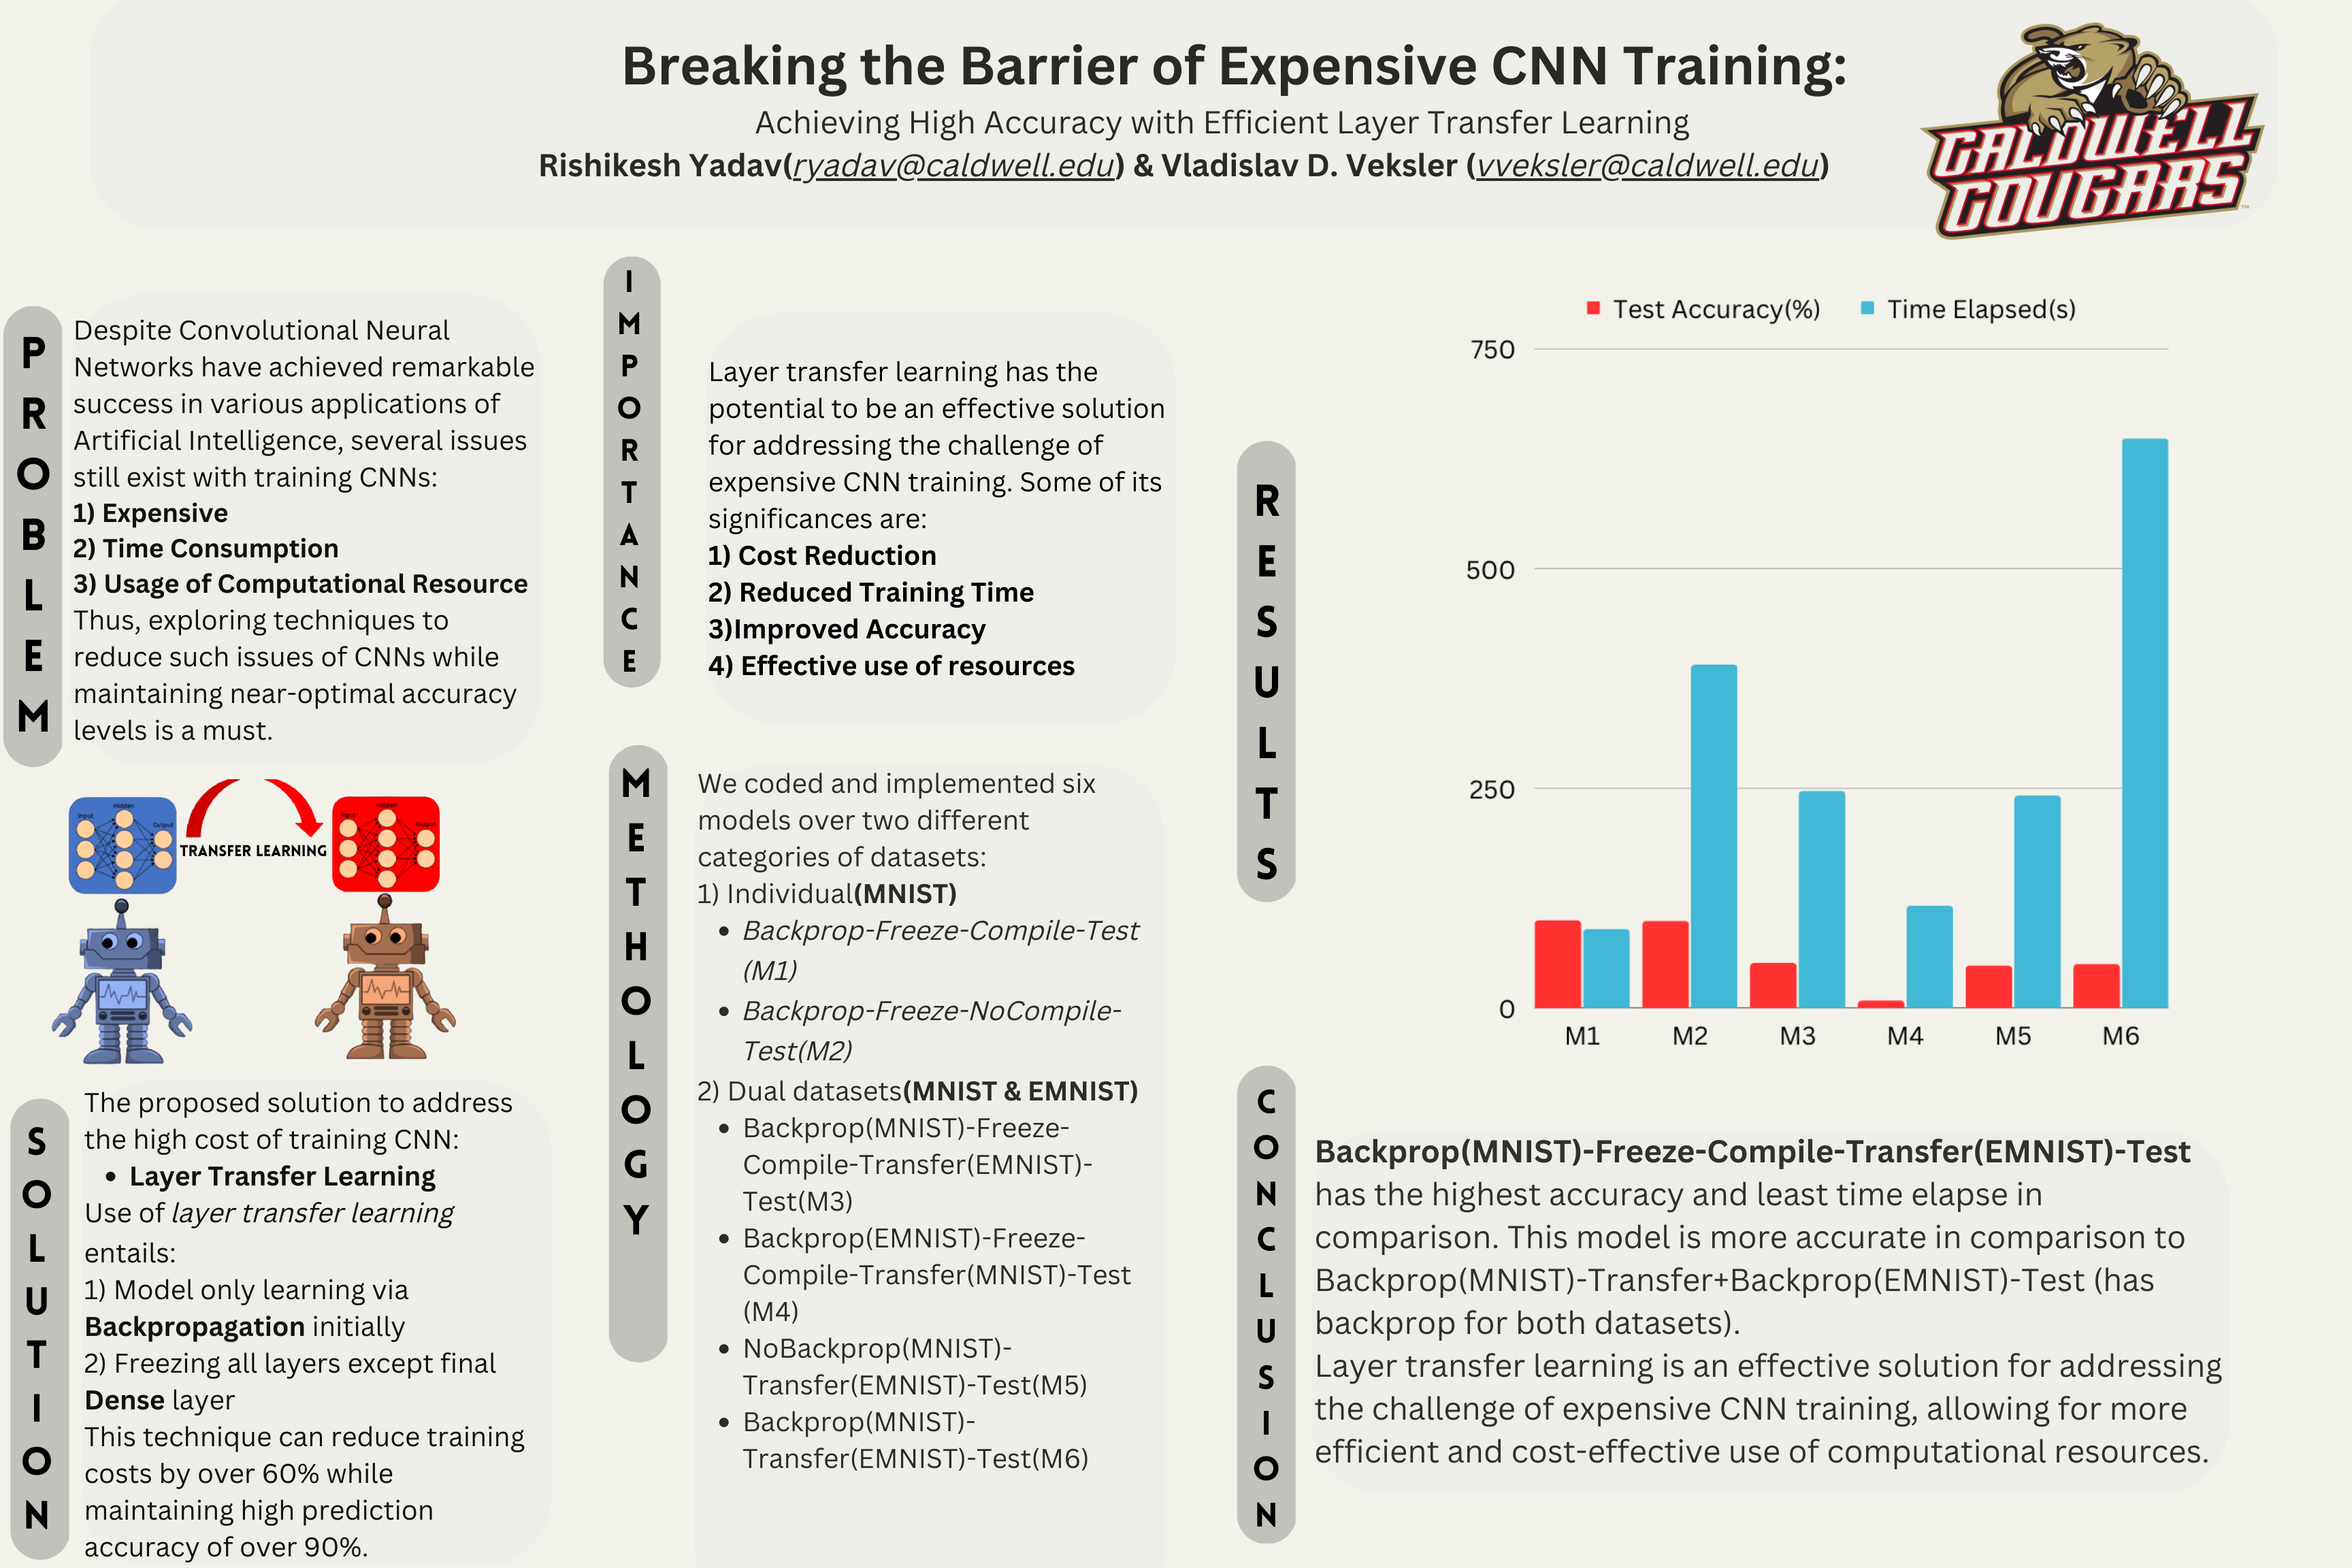 Breaking the Barrier of Expensive CNN Training:
Achieving High Accuracy with Efficient Layer Transfer Learning
Rishikesh Yadav(ryadav@caldwell.edu) & Vladislav D. Veksler (vveksler@caldwell.edu)
CALDWELL
COUGARS
™
PROBLEM
Despite Convolutional Neural
Networks have achieved remarkable
success in various applications of
Artificial Intelligence, several issues
still exist with training CNNs:
1) Expensive
2) Time Consumption
3) Usage of Computational Resource
Thus, exploring techniques to
reduce such issues of CNNs while
maintaining near-optimal accuracy
levels is a must.
Input
Hidden
Output
TRANSFER LEARNING
Input
Hidden
Output
SOLUTION
The proposed solution to address
the high cost of training CNN:
• Layer Transfer Learning
Use of layer transfer learning
entails:
1) Model only learning via
Backpropagation initially
2) Freezing all layers except final
Dense layer
This technique can reduce training
costs by over 60% while
maintaining high prediction
accuracy of over 90%.
IMPORTANCE
Layer transfer learning has the
potential to be an effective solution
for addressing the challenge of
expensive CNN training. Some of its
significances are:
1) Cost Reduction
2) Reduced Training Time
3)Improved Accuracy
4) Effective use of resources
METHOLOGY
We coded and implemented six
models over two different
categories of datasets:
1) Individual(MNIST)
• Backprop-Freeze-Compile-Test
(M1)
• Backprop-Freeze-NoCompile-
Test(M2)
2) Dual datasets(MNIST & EMNIST)
• Backprop(MNIST)-Freeze-
Compile-Transfer(EMNIST)-
Test(M3)
• Backprop(EMNIST)-Freeze-
Compile-Transfer(MNIST)-Test
(M4)
• NoBackprop(MNIST)-
Transfer(EMNIST)-Test(M5)
• Backprop(MNIST)-
Transfer(EMNIST)-Test(M6)
RESULTS
Test Accuracy(%) Time Elapsed(s)
750
500
250
0
M1 M2 M3 M4 M5 M6
CONCLUSION
Backprop(MNIST)-Freeze-Compile-Transfer(EMNIST)-Test
has the highest accuracy and least time elapse in
comparison. This model is more accurate in comparison to
Backprop(MNIST)-Transfer+Backprop(EMNIST)-Test (has
backprop for both datasets).
Layer transfer learning is an effective solution for addressing
the challenge of expensive CNN training, allowing for more
efficient and cost-effective use of computational resources.